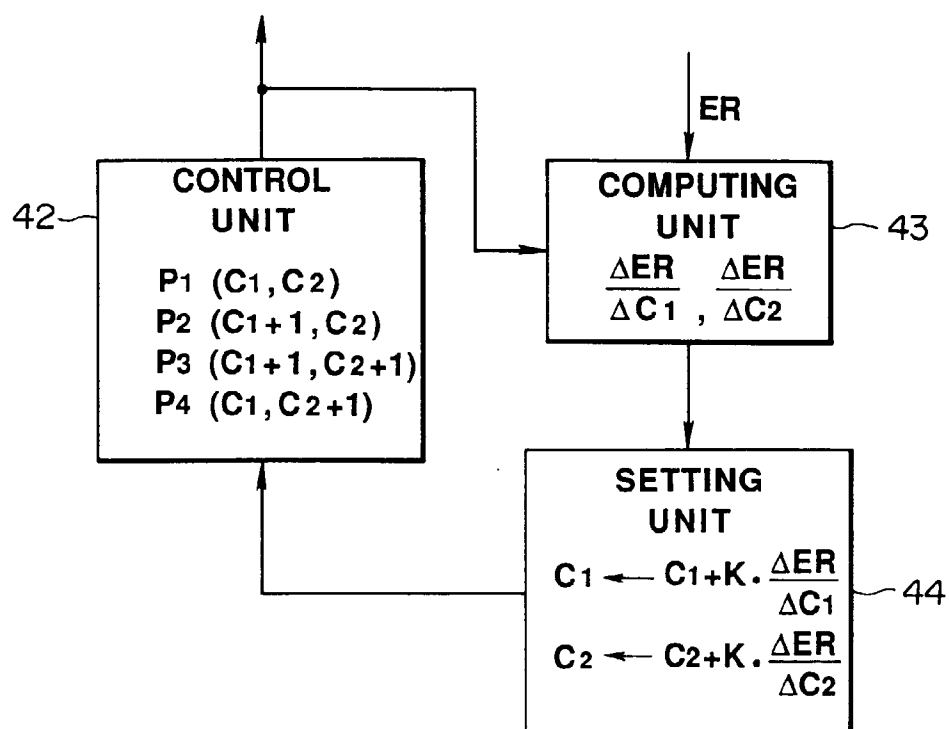 ER
CONTROL
UNIT
42
P1 (C1, C2)
P2 (C1+1, C2)
P3 (C1+1, C2+1)
P4 (C1, C2+1)
COMPUTING
UNIT
43
ΔER/ΔC1 , ΔER/ΔC2
SETTING
UNIT
C1 ← C1+K · ΔER/ΔC1
44
C2 ← C2+K · ΔER/ΔC2